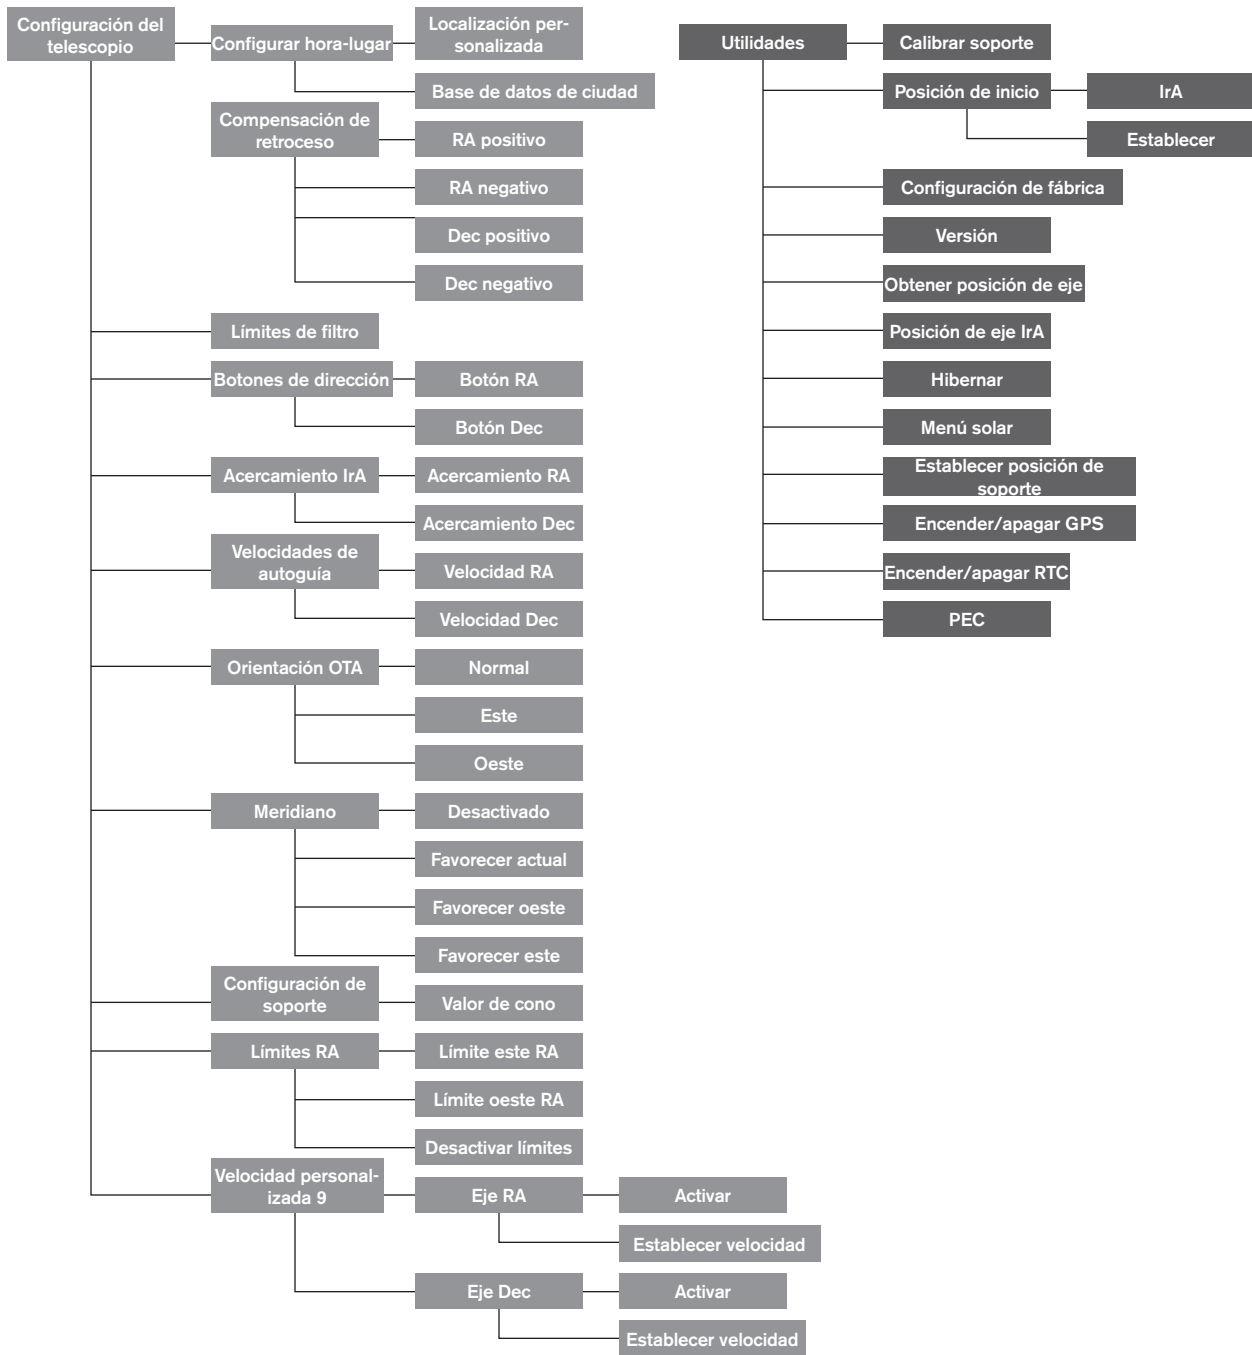 Configuración del
telescopio
Configurar hora-lugar
Localización per-
sonalizada
Base de datos de ciudad
Compensación de
retroceso
RA positivo
RA negativo
Dec positivo
Dec negativo
Límites de filtro
Botones de dirección
Botón RA
Botón Dec
Acercamiento IrA
Acercamiento RA
Acercamiento Dec
Velocidades de
autoguía
Velocidad RA
Velocidad Dec
Orientación OTA
Normal
Este
Oeste
Meridiano
Desactivado
Favorecer actual
Favorecer oeste
Favorecer este
Configuración de
soporte
Valor de cono
Límites RA
Límite este RA
Límite oeste RA
Desactivar límites
Velocidad personal-
izada 9
Eje RA
Activar
Establecer velocidad
Eje Dec
Activar
Establecer velocidad
Utilidades
Calibrar soporte
Posición de inicio
IrA
Establecer
Configuración de fábrica
Versión
Obtener posición de eje
Posición de eje IrA
Hibernar
Menú solar
Establecer posición de
soporte
Encender/apagar GPS
Encender/apagar RTC
PEC